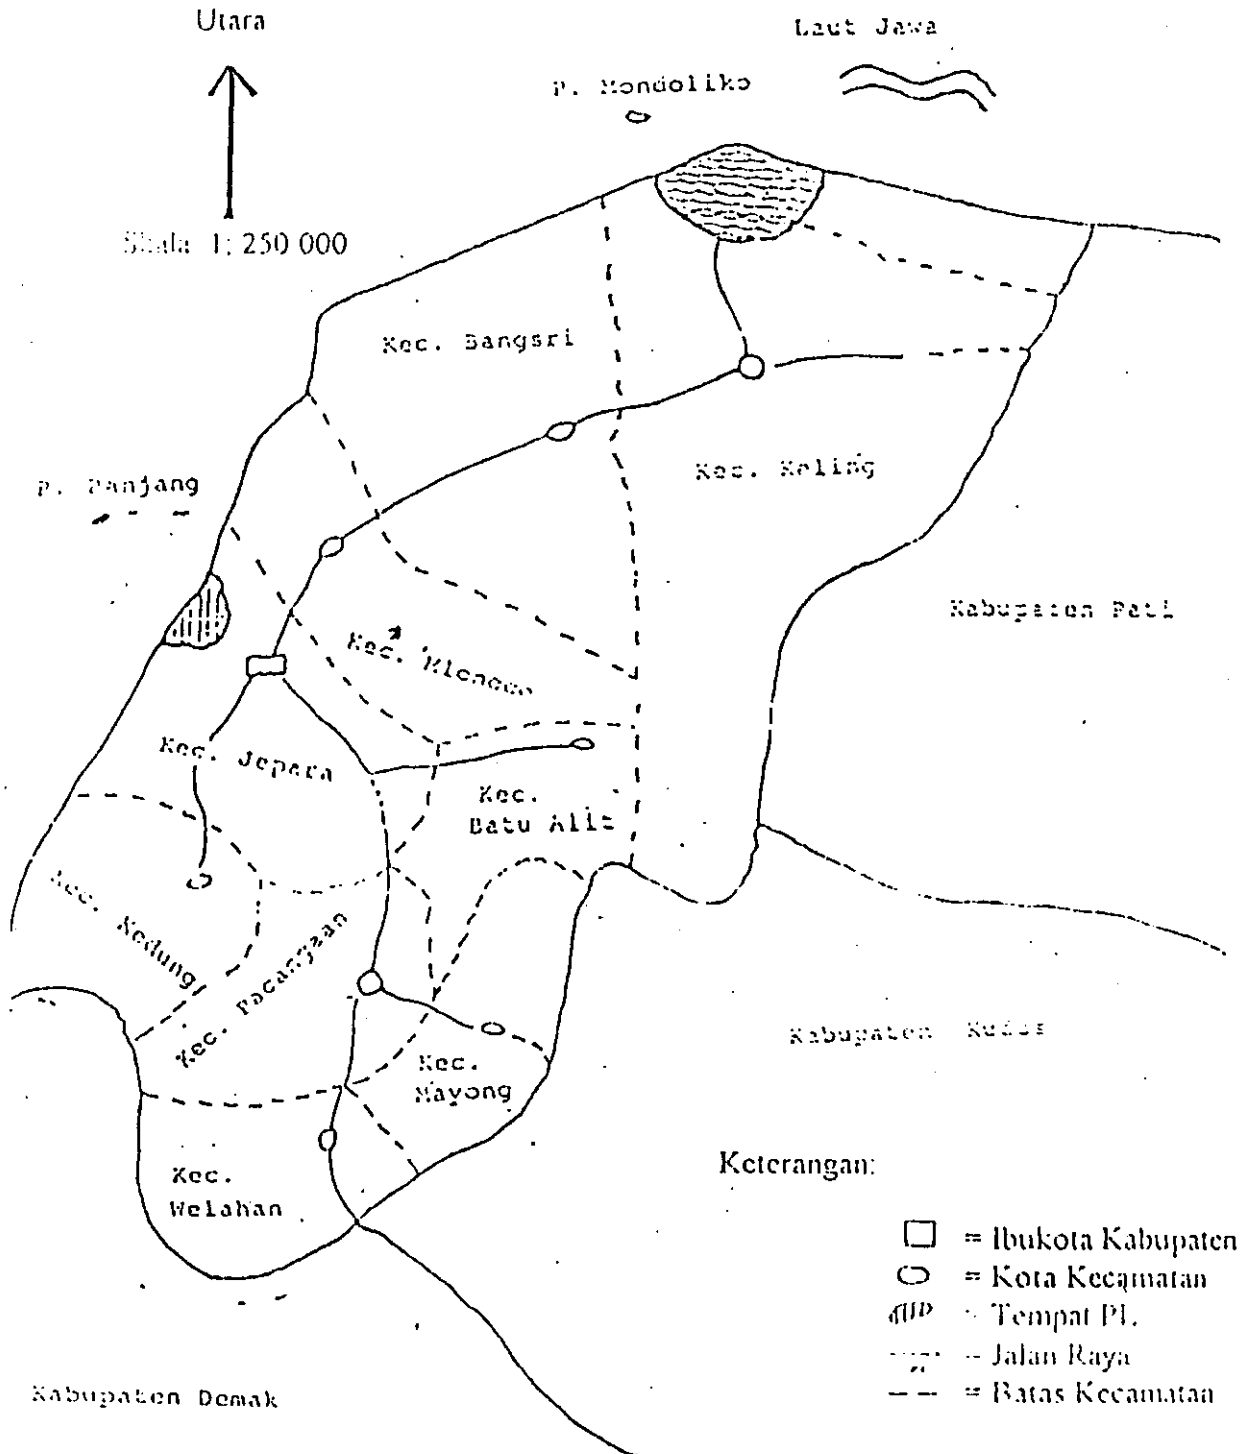 Utara
Laut Jawa
P. Mondoliko
Skala 1: 250 000
Kec. Bangsri
Kec. Keling
P. Panjang
Kabupaten Pati
Kec. Mlonggo
Kec. Jepara
Kec.
Batu Alit
Kec. Kedung
Kec. Pecangaan
Kabupaten Kudus
Kec.
Mayong
Keterangan:
Kec.
Welahan
= Ibukota Kabupaten
= Kota Kecamatan
Tempat PL
Jalan Raya
= Batas Kecamatan
Kabupaten Demak